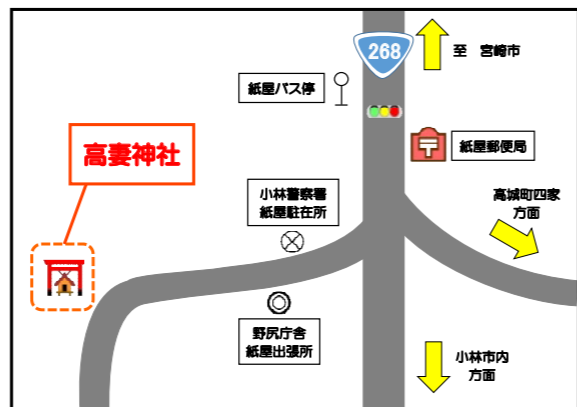 268
至 宮崎市
紙屋バス停
紙屋郵便局
高妻神社
小林警察署
紙屋駐在所
高城町四家
方面
野尻庁舎
紙屋出張所
小林市内
方面